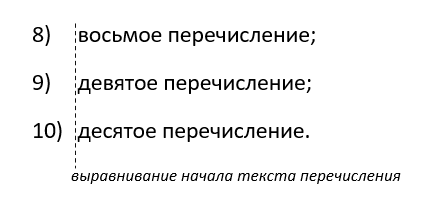 8) восьмое перечисление;
9) девятое перечисление;
10) десятое перечисление.
выравнивание начала текста перечисления